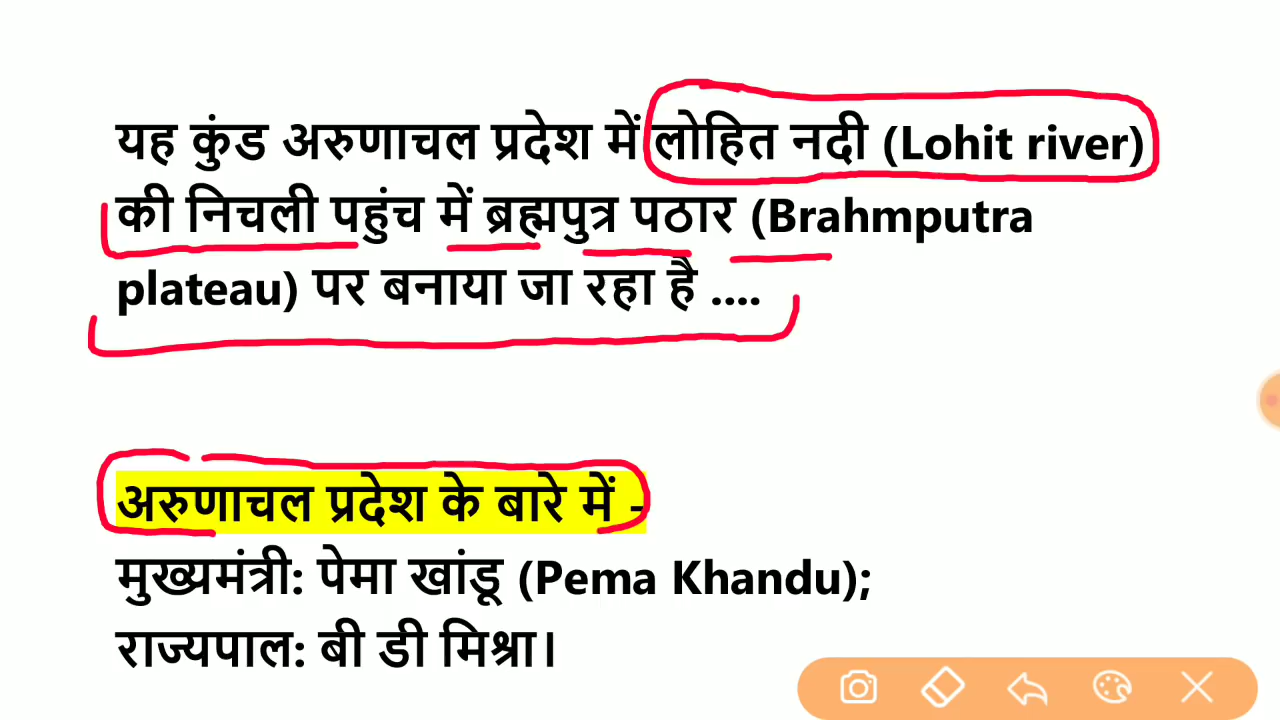 यह कुंड अरुणाचल प्रदेश में लोहित नदी (Lohit river)
की निचली पहुंच में ब्रह्मपुत्र पठार (Brahmputra
plateau) पर बनाया जा रहा है ....
अरुणाचल प्रदेश के बारे में -
मुख्यमंत्री: पेमा खांडू (Pema Khandu);
राज्यपाल: बी डी मिश्रा।